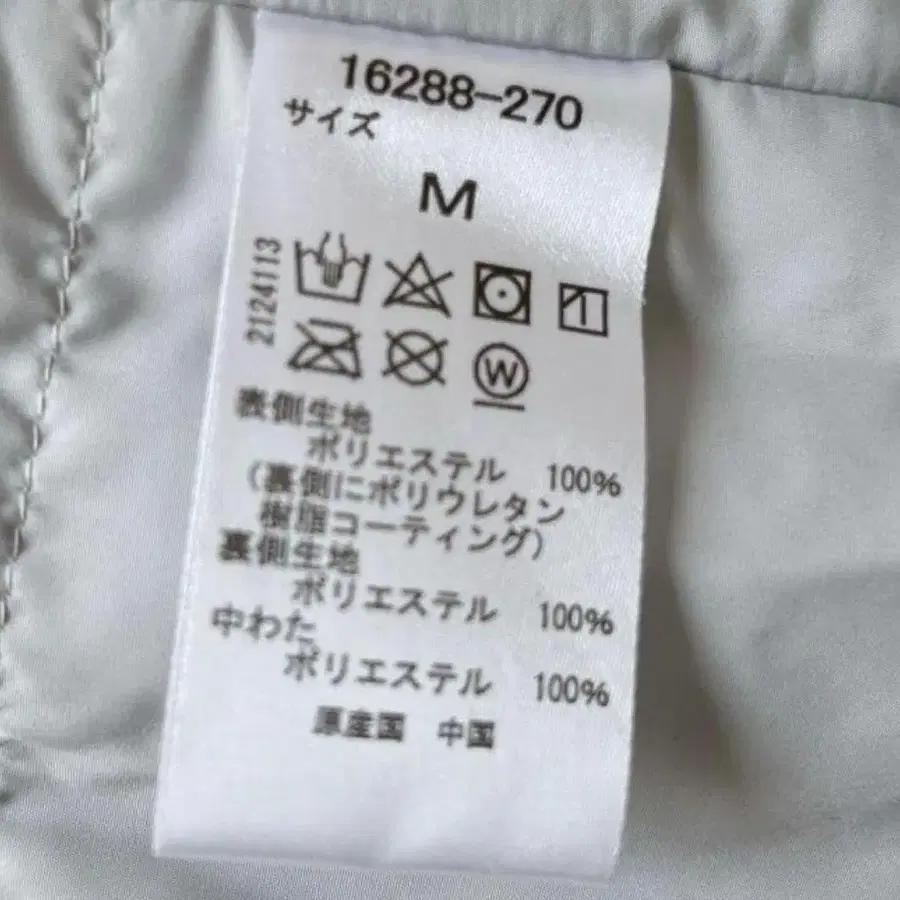 16288-270
サイズ
M
2124113
W
表側生地
ポリエステル 100%
(裏側にポリウレタン
樹脂コーティング)
裏側生地
ポリエステル 100%
中わた
ポリエステル 100%
原産国 中国